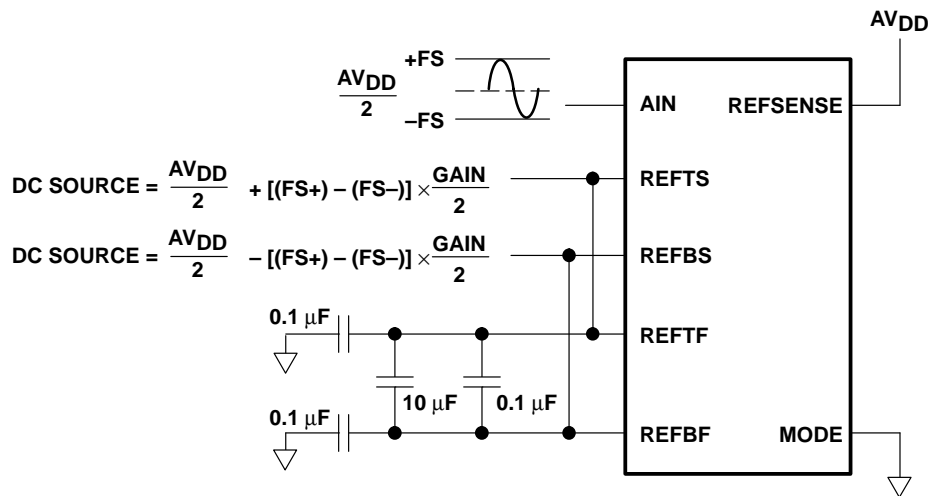 AVDD
+FS
AVDD
2
–FS
AIN
REFSENSE
DC SOURCE = AVDD
2
+ [(FS+) – (FS–)] × GAIN
2
REFTS
DC SOURCE = AVDD
2
– [(FS+) – (FS–)] × GAIN
2
REFBS
0.1 μF
REFTF
10 μF
0.1 μF
0.1 μF
REFBF
MODE